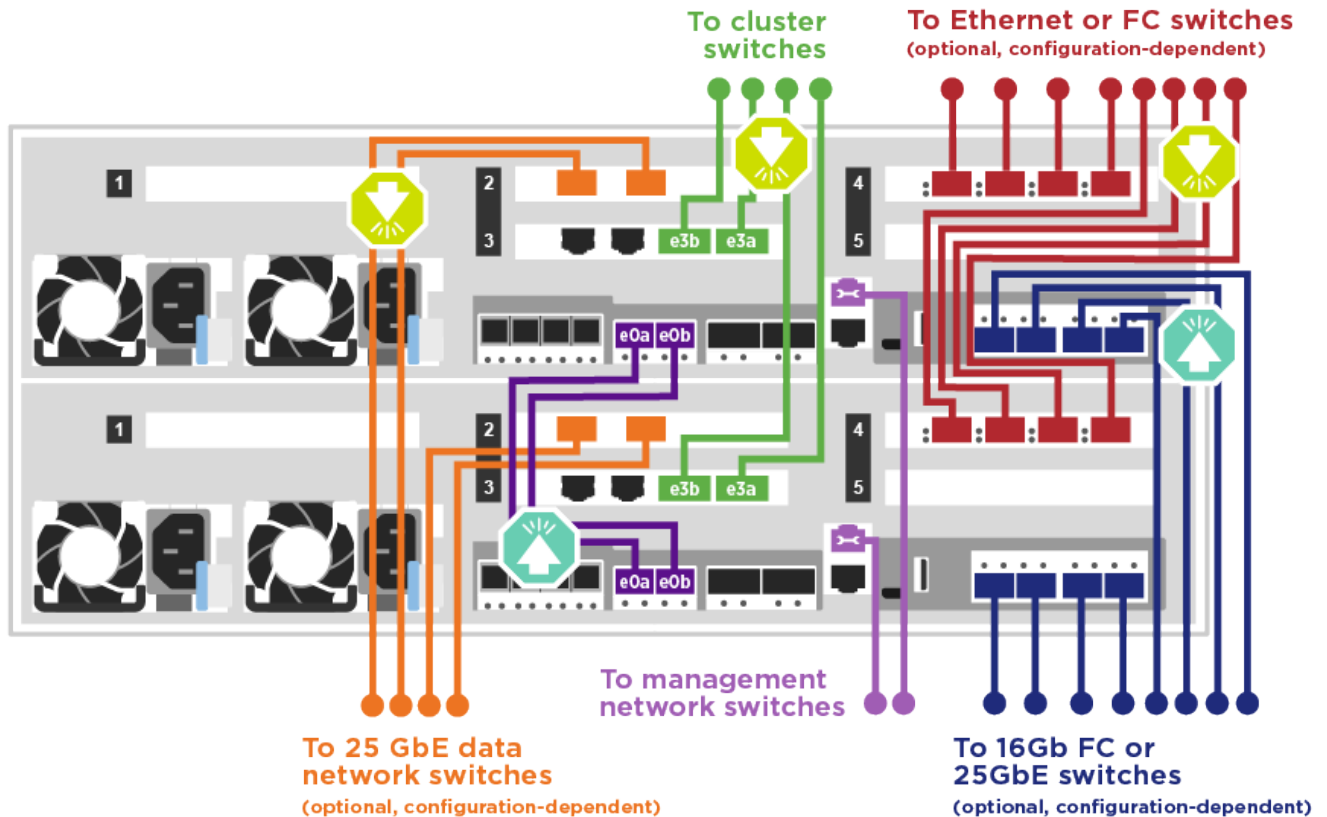 To cluster
switches
To Ethernet or FC switches
(optional, configuration-dependent)
1
2
4
3
e3b
e3a
5
e0a
e0b
1
2
4
3
e3b
e3a
5
e0a
e0b
To management
network switches
To 25 GbE data
network switches
(optional, configuration-dependent)
To 16Gb FC or
25GbE switches
(optional, configuration-dependent)